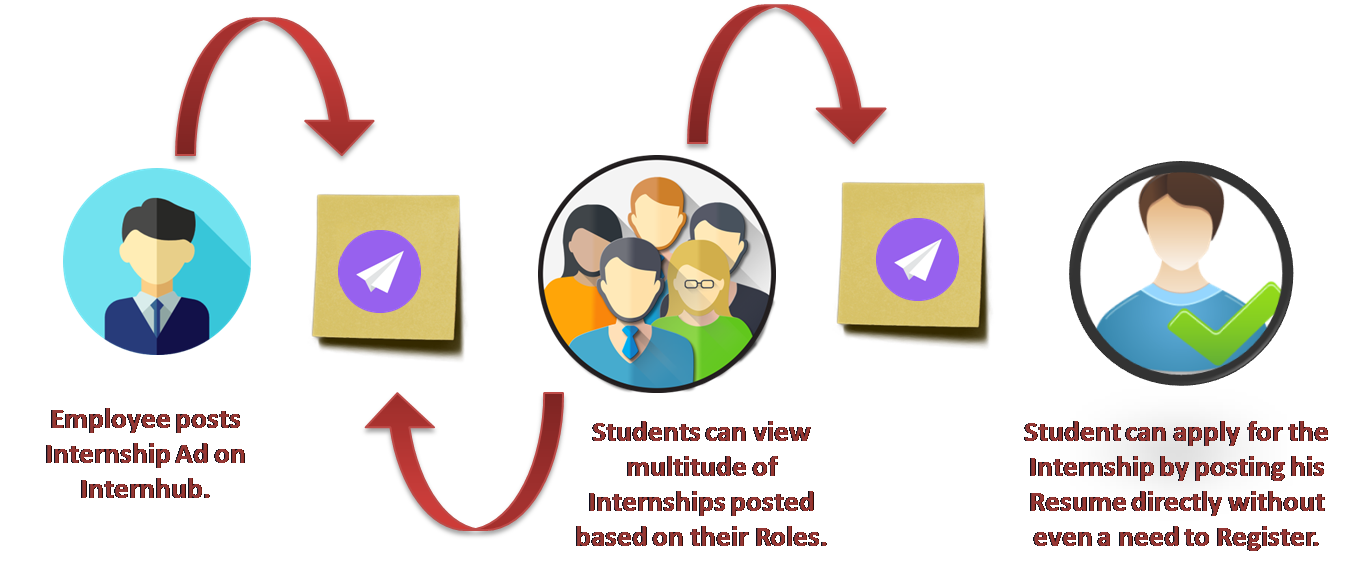 Employee posts
Internship Ad on
Internhub.
Students can view
multitude of
Internships posted
based on their Roles.
Student can apply for the
Internship by posting his
Resume directly without
even a need to Register.